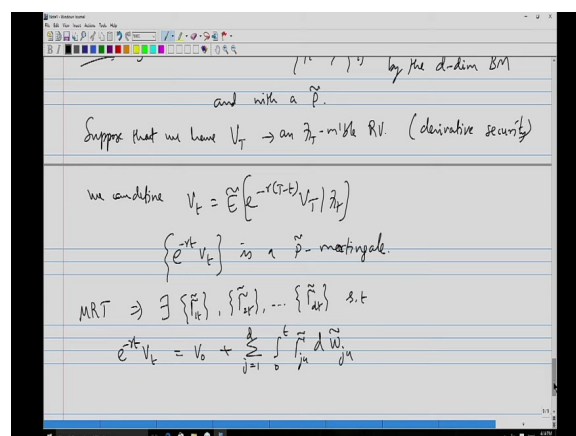 by the d-dim BM
and with a P̃.
Suppose that we have V_T → an ℱ_T-m'ble RV. (derivative security)
we can define V_t = Ẽ[e^{-r(T-t)} V_T | ℱ_t]
{e^{-rt} V_t} is a P̃-martingale.
MRT ⇒ ∃ {Γ̃_{1t}}, {Γ̃_{2t}}, ... {Γ̃_{dt}} s.t
e^{-rt} V_t = V_0 + Σ_{j=1}^{d} ∫_0^t Γ̃_{ju} d W̃_{ju}